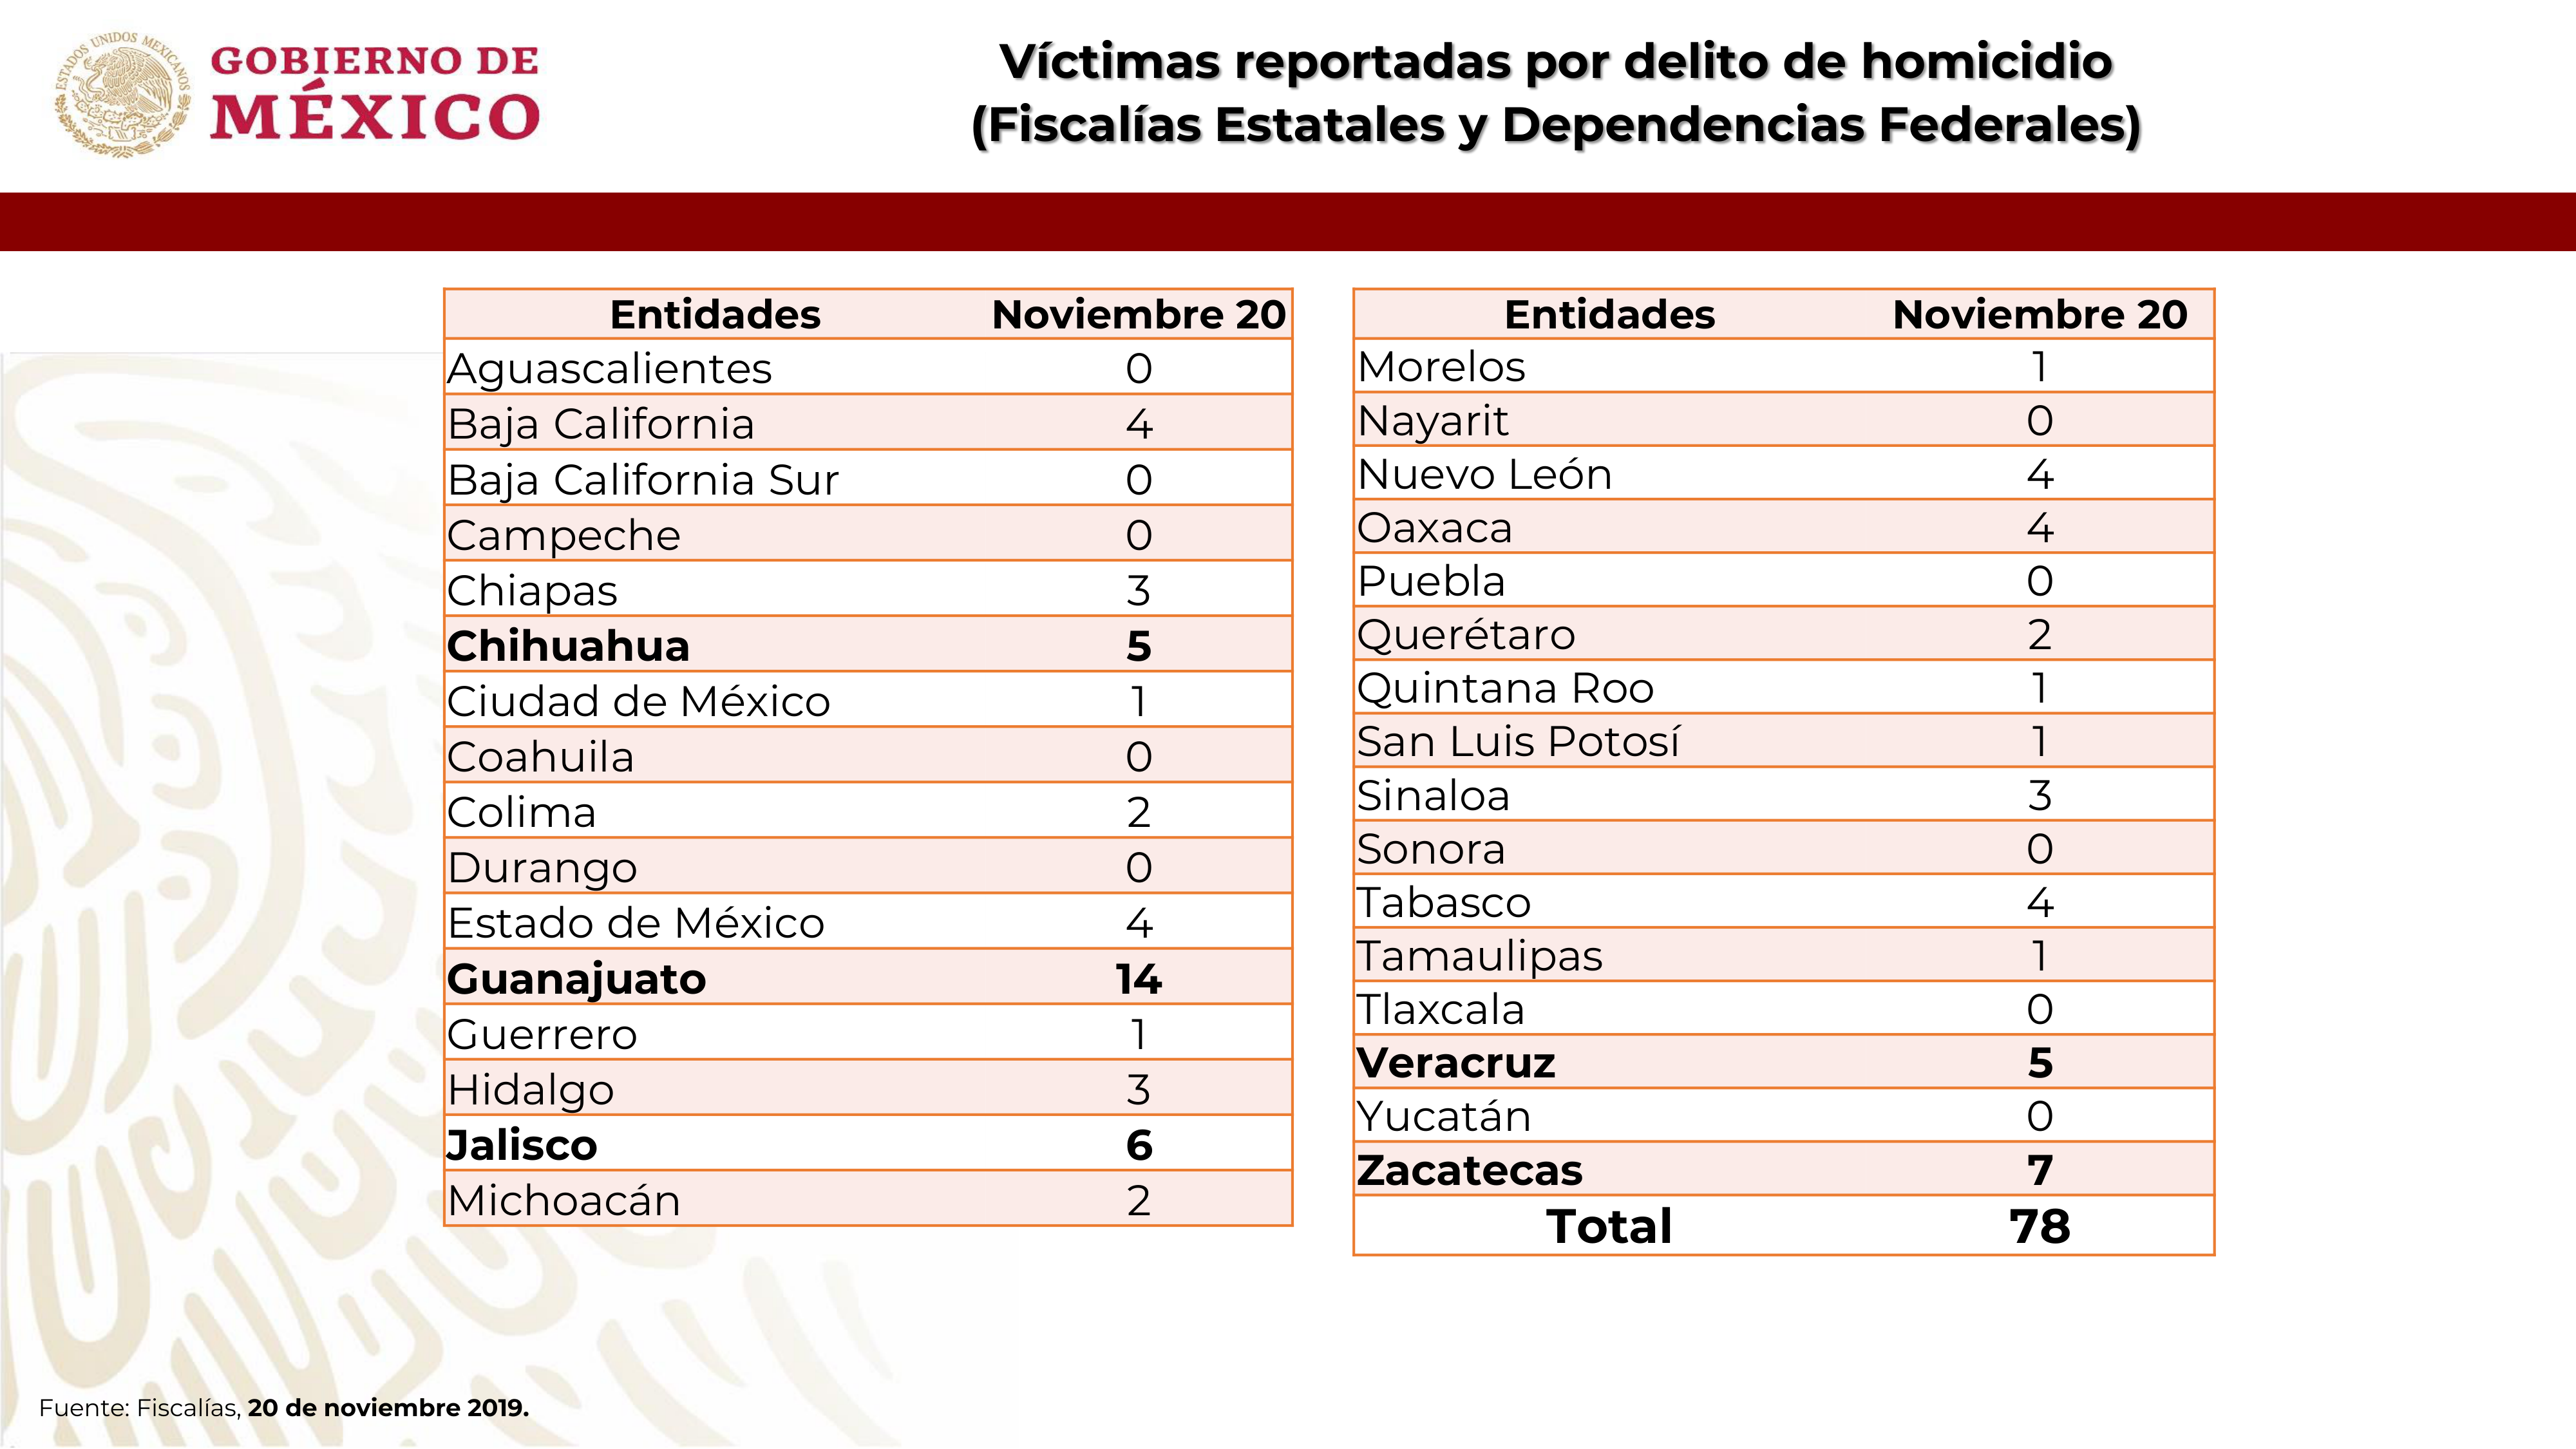 ESTADOS UNIDOS MEXICANOS
GOBIERNO DE
MÉXICO
Víctimas reportadas por delito de homicidio
(Fiscalías Estatales y Dependencias Federales)
Entidades Noviembre 20
Aguascalientes 0
Baja California 4
Baja California Sur 0
Campeche 0
Chiapas 3
Chihuahua 5
Ciudad de México 1
Coahuila 0
Colima 2
Durango 0
Estado de México 4
Guanajuato 14
Guerrero 1
Hidalgo 3
Jalisco 6
Michoacán 2
Entidades Noviembre 20
Morelos 1
Nayarit 0
Nuevo León 4
Oaxaca 4
Puebla 0
Querétaro 2
Quintana Roo 1
San Luis Potosí 1
Sinaloa 3
Sonora 0
Tabasco 4
Tamaulipas 1
Tlaxcala 0
Veracruz 5
Yucatán 0
Zacatecas 7
Total 78
Fuente: Fiscalías, 20 de noviembre 2019.